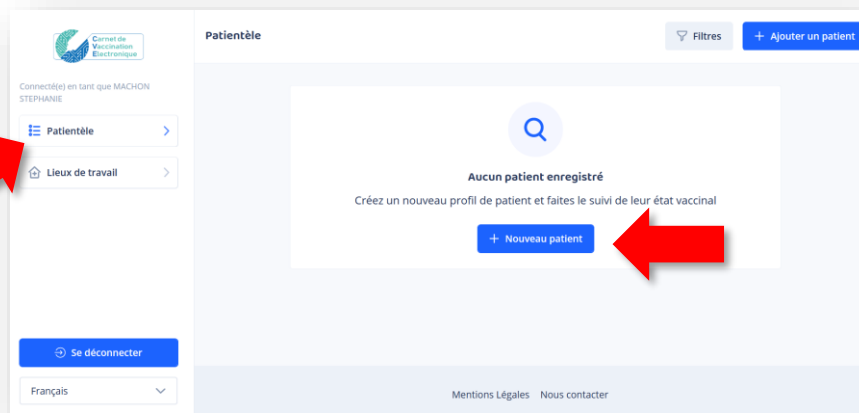 Carnet de
Vaccination
Electronique
Connecté(e) en tant que MACHON
STEPHANIE
Patientèle
Lieux de travail
Se déconnecter
Français
Patientèle
Filtres
+ Ajouter un patient
Aucun patient enregistré
Créez un nouveau profil de patient et faites le suivi de leur état vaccinal
+ Nouveau patient
Mentions Légales Nous contacter